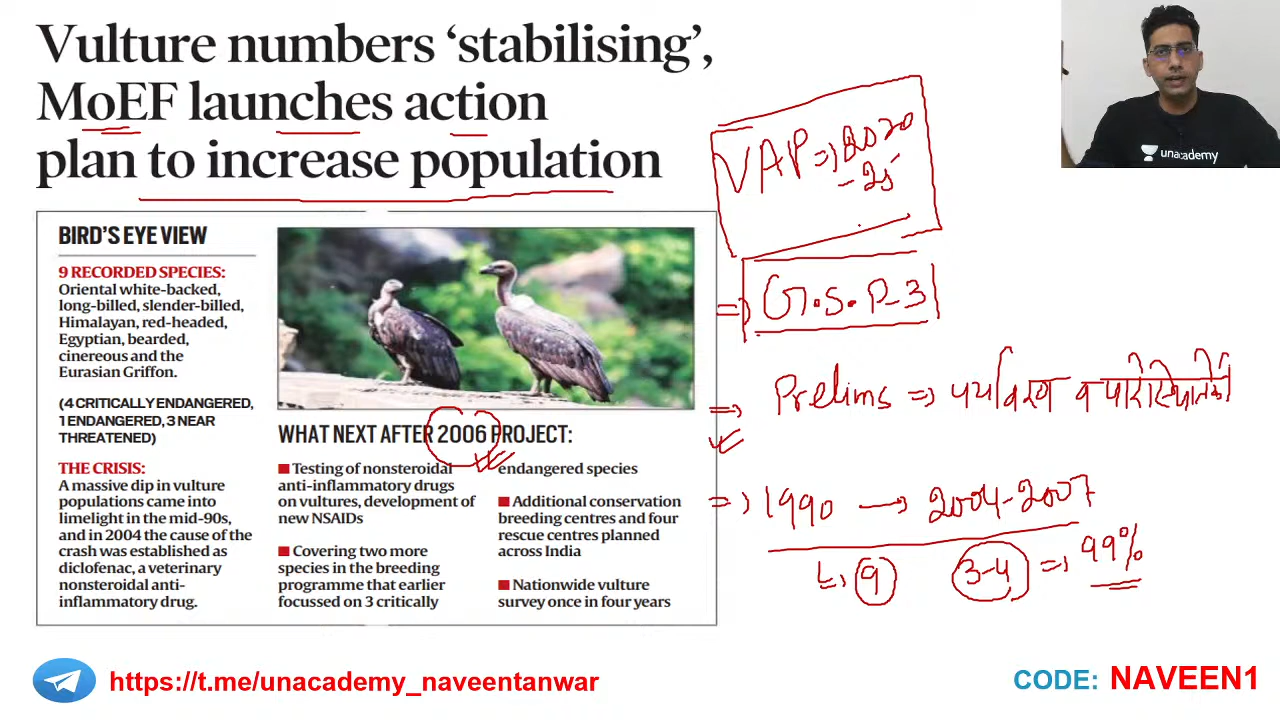 Vulture numbers ‘stabilising’,
MoEF launches action
plan to increase population
BIRD'S EYE VIEW
9 RECORDED SPECIES:
Oriental white-backed,
long-billed, slender-billed,
Himalayan, red-headed,
Egyptian, bearded,
cinereous and the
Eurasian Griffon.
(4 CRITICALLY ENDANGERED,
1 ENDANGERED, 3 NEAR
THREATENED)
THE CRISIS:
A massive dip in vulture
populations came into
limelight in the mid-90s,
and in 2004 the cause of the
crash was established as
diclofenac, a veterinary
nonsteroidal anti-
inflammatory drug.
WHAT NEXT AFTER 2006 PROJECT:
Testing of nonsteroidal
anti-inflammatory drugs
on vultures, development of
new NSAIDs
Covering two more
species in the breeding
programme that earlier
focussed on 3 critically
endangered species
Additional conservation
breeding centres and four
rescue centres planned
across India
Nationwide vulture
survey once in four years
unacademy
VAP => 2020
-25
=> G.S.P-3
=> Prelims => पर्यावरण व पारिस्थितिकी
=> 1990 → 2004-2007
9 3-4 => 99%
https://t.me/unacademy_naveentanwar
CODE: NAVEEN1